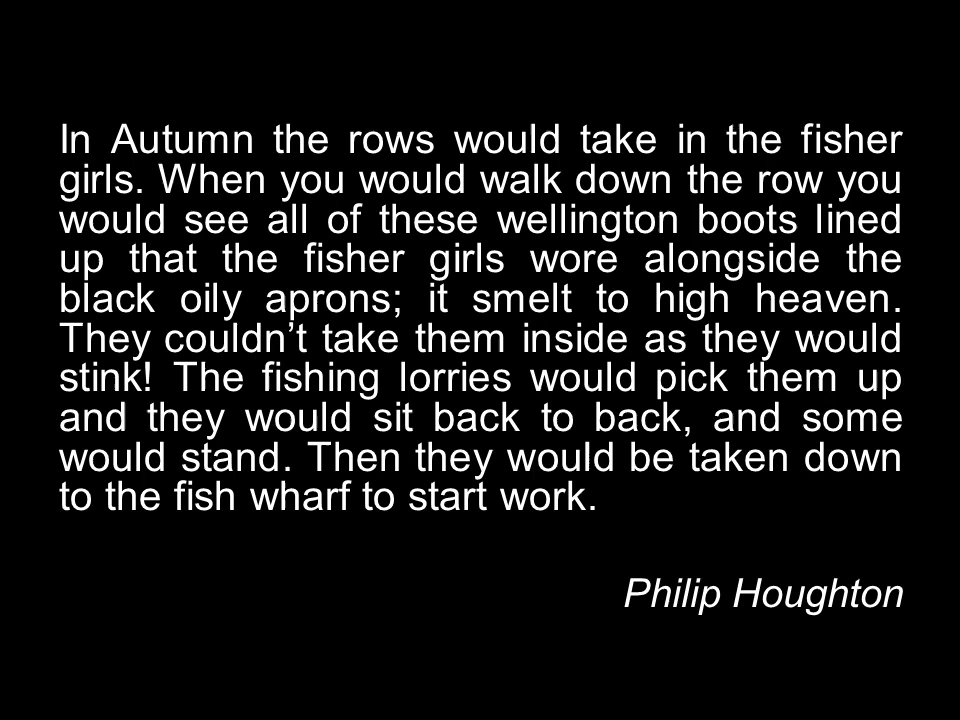 In Autumn the rows would take in the fisher
girls. When you would walk down the row you
would see all of these wellington boots lined
up that the fisher girls wore alongside the
black oily aprons; it smelt to high heaven.
They couldn’t take them inside as they would
stink! The fishing lorries would pick them up
and they would sit back to back, and some
would stand. Then they would be taken down
to the fish wharf to start work.
Philip Houghton